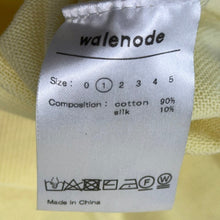 walenode
Size : 0 1 2 3 4 5
Composition : cotton 90%
silk 10%
Made in China